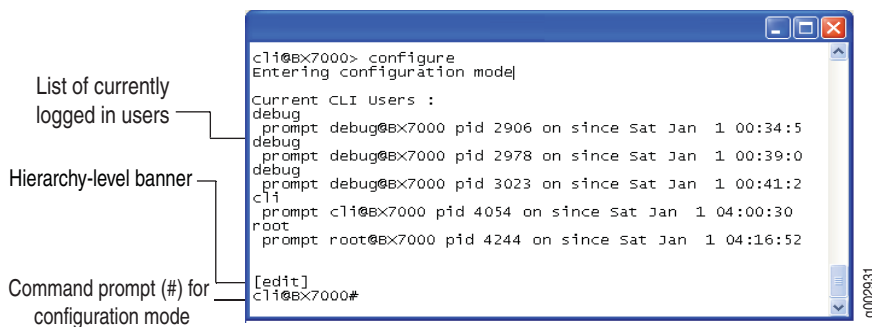 cli@BX7000> configure
Entering configuration mode
List of currently
logged in users
Current CLI Users :
debug
prompt debug@BX7000 pid 2906 on since Sat Jan 1 00:34:5
debug
prompt debug@BX7000 pid 2978 on since Sat Jan 1 00:39:0
debug
prompt debug@BX7000 pid 3023 on since Sat Jan 1 00:41:2
cli
prompt cli@BX7000 pid 4054 on since Sat Jan 1 04:00:30
root
prompt root@BX7000 pid 4244 on since Sat Jan 1 04:16:52
Hierarchy-level banner
[edit]
cli@BX7000#
Command prompt (#) for
configuration mode
g002931